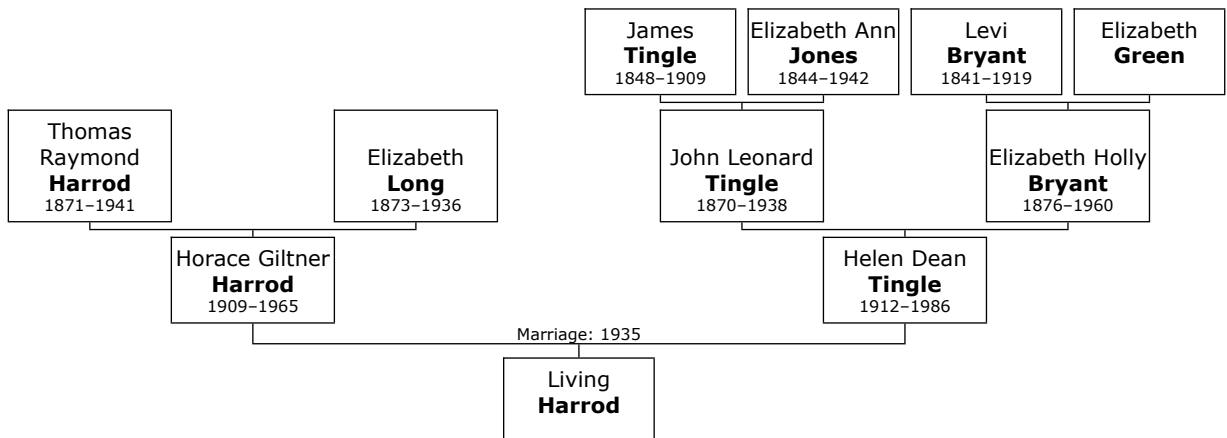 James
Tingle
1848–1909
Elizabeth Ann
Jones
1844–1942
Levi
Bryant
1841–1919
Elizabeth
Green
Thomas
Raymond
Harrod
1871–1941
Elizabeth
Long
1873–1936
John Leonard
Tingle
1870–1938
Elizabeth Holly
Bryant
1876–1960
Horace Giltner
Harrod
1909–1965
Helen Dean
Tingle
1912–1986
Marriage: 1935
Living
Harrod